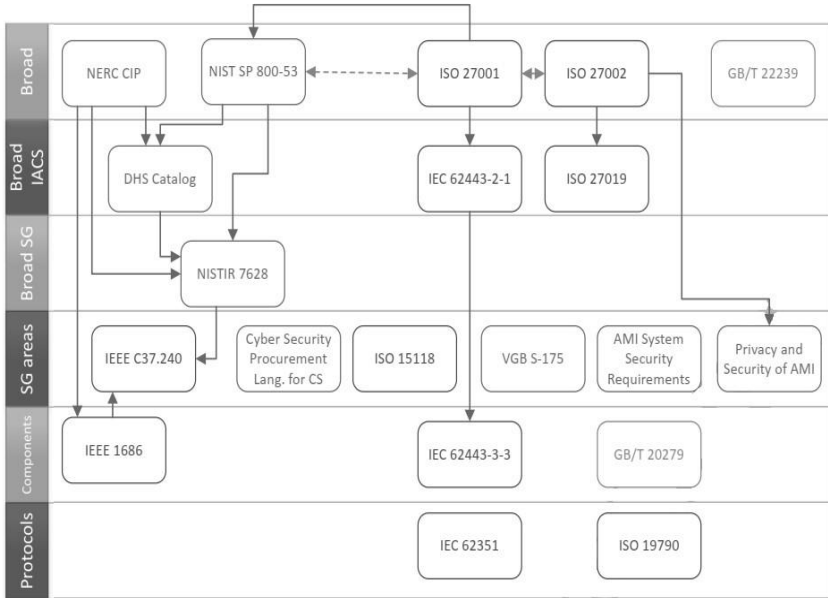 Broad
NERC CIP
NIST SP 800-53
ISO 27001
ISO 27002
GB/T 22239
Broad
IACS
DHS Catalog
IEC 62443-2-1
ISO 27019
Broad SG
NISTIR 7628
SG areas
IEEE C37.240
Cyber Security
Procurement
Lang. for CS
ISO 15118
VGB S-175
AMI System
Security
Requirements
Privacy and
Security of AMI
Components
IEEE 1686
IEC 62443-3-3
GB/T 20279
Protocols
IEC 62351
ISO 19790